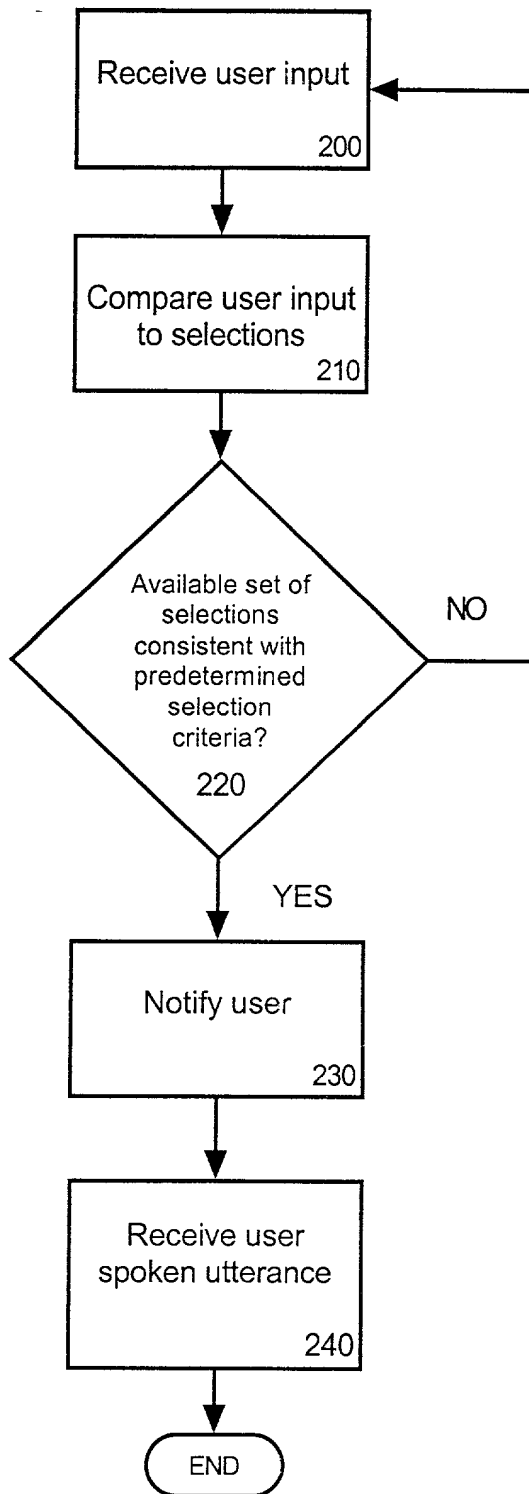 Receive user input
200
Compare user input
to selections
210
Available set of
selections
consistent with
predetermined
selection
criteria?
220
NO
YES
Notify user
230
Receive user
spoken utterance
240
END